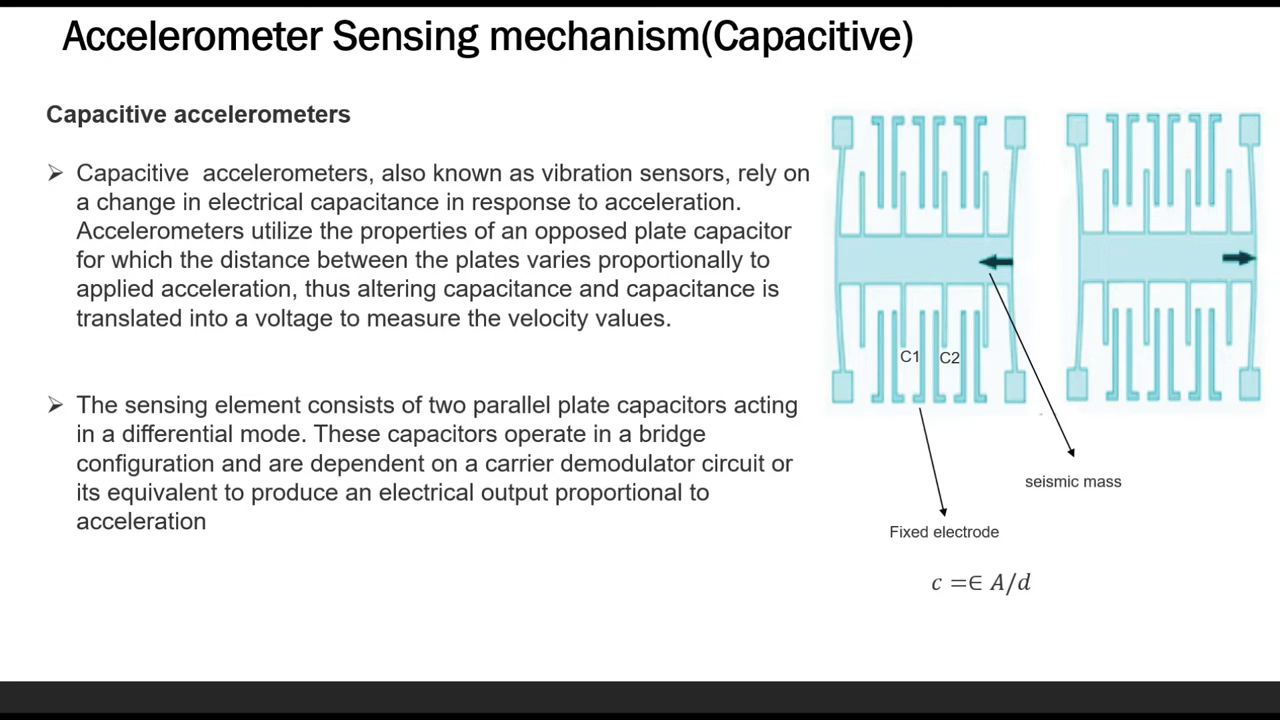 Accelerometer Sensing mechanism(Capacitive)
Capacitive accelerometers
➢ Capacitive accelerometers, also known as vibration sensors, rely on
a change in electrical capacitance in response to acceleration.
Accelerometers utilize the properties of an opposed plate capacitor
for which the distance between the plates varies proportionally to
applied acceleration, thus altering capacitance and capacitance is
translated into a voltage to measure the velocity values.
➢ The sensing element consists of two parallel plate capacitors acting
in a differential mode. These capacitors operate in a bridge
configuration and are dependent on a carrier demodulator circuit or
its equivalent to produce an electrical output proportional to
acceleration
C1 C2
seismic mass
Fixed electrode
c =∈ A/d